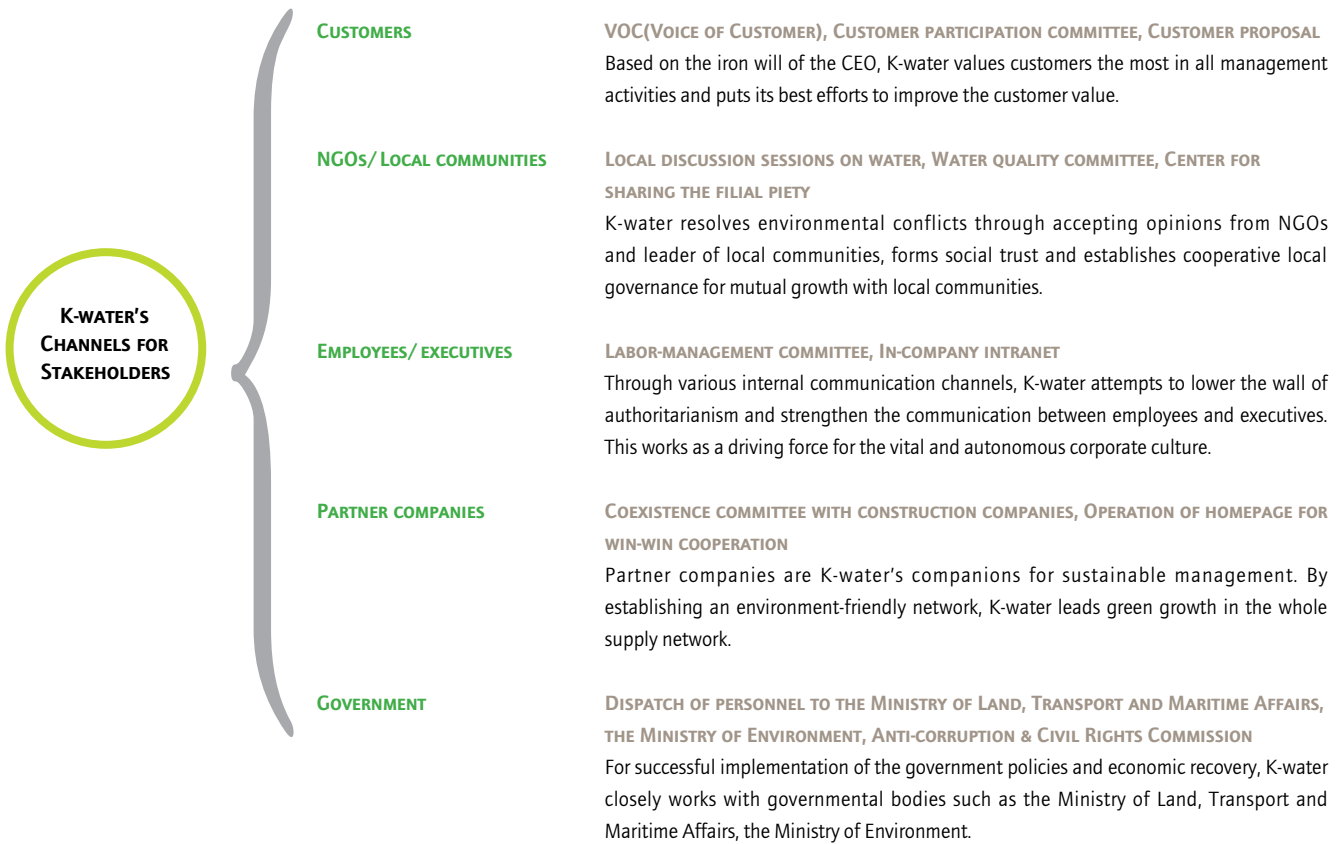 K-water's
Channels for
Stakeholders
Customers
VOC(Voice of Customer), Customer participation committee, Customer proposal
Based on the iron will of the CEO, K-water values customers the most in all management
activities and puts its best efforts to improve the customer value.
NGOs/ Local communities
Local discussion sessions on water, Water quality committee, Center for
sharing the filial piety
K-water resolves environmental conflicts through accepting opinions from NGOs
and leader of local communities, forms social trust and establishes cooperative local
governance for mutual growth with local communities.
Employees/ executives
Labor-management committee, In-company intranet
Through various internal communication channels, K-water attempts to lower the wall of
authoritarianism and strengthen the communication between employees and executives.
This works as a driving force for the vital and autonomous corporate culture.
Partner companies
Coexistence committee with construction companies, Operation of homepage for
win-win cooperation
Partner companies are K-water's companions for sustainable management. By
establishing an environment-friendly network, K-water leads green growth in the whole
supply network.
Government
Dispatch of personnel to the Ministry of Land, Transport and Maritime Affairs,
the Ministry of Environment, Anti-corruption & Civil Rights Commission
For successful implementation of the government policies and economic recovery, K-water
closely works with governmental bodies such as the Ministry of Land, Transport and
Maritime Affairs, the Ministry of Environment.